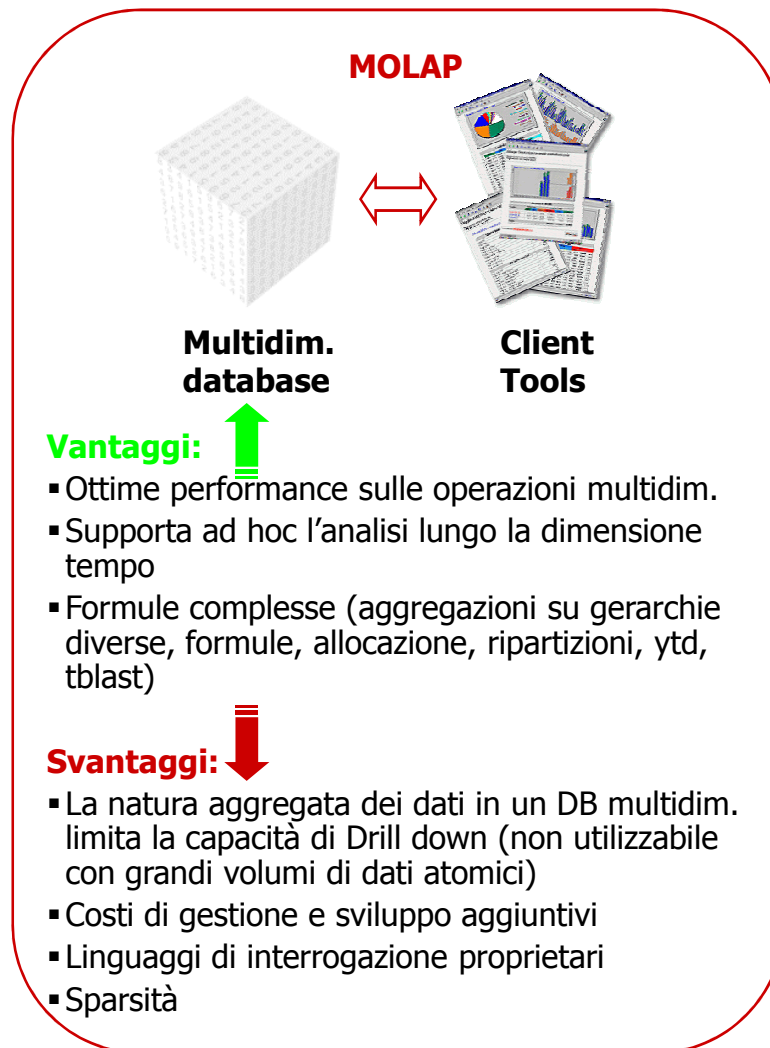 MOLAP
Multidim.
database
Client
Tools
Vantaggi:
▪Ottime performance sulle operazioni multidim.
▪Supporta ad hoc l’analisi lungo la dimensione
tempo
▪Formule complesse (aggregazioni su gerarchie
diverse, formule, allocazione, ripartizioni, ytd,
tblast)
Svantaggi:
▪La natura aggregata dei dati in un DB multidim.
limita la capacità di Drill down (non utilizzabile
con grandi volumi di dati atomici)
▪Costi di gestione e sviluppo aggiuntivi
▪Linguaggi di interrogazione proprietari
▪Sparsità